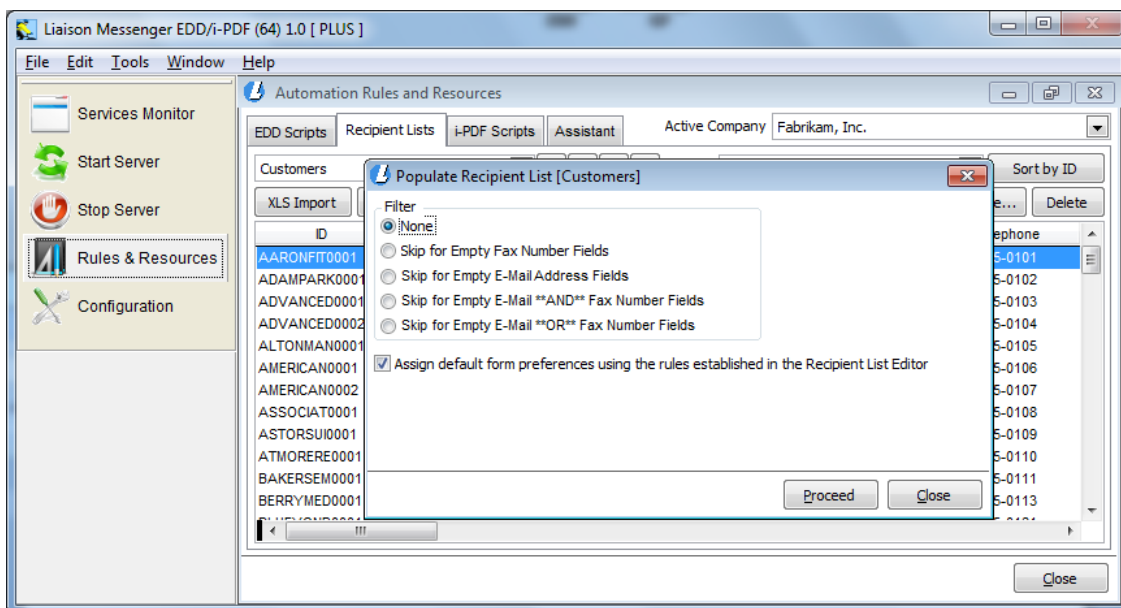 Liaison Messenger EDD/i-PDF (64) 1.0 [ PLUS ]
File Edit Tools Window Help
Services Monitor
Start Server
Stop Server
Rules & Resources
Configuration
Automation Rules and Resources
EDD Scripts Recipient Lists i-PDF Scripts Assistant Active Company Fabrikam, Inc.
Customers Sort by ID
XLS Import e... Delete
ID ephone
AARONFIT0001 5-0101
ADAMPARK0001 5-0102
ADVANCED0001 5-0103
ADVANCED0002 5-0104
ALTONMAN0001 5-0105
AMERICAN0001 5-0106
AMERICAN0002 5-0107
ASSOCIAT0001 5-0108
ASTORSUI0001 5-0109
ATMORERE0001 5-0110
BAKERSEM0001 5-0111
BERRYMED0001 5-0113
Populate Recipient List [Customers]
Filter
None
Skip for Empty Fax Number Fields
Skip for Empty E-Mail Address Fields
Skip for Empty E-Mail **AND** Fax Number Fields
Skip for Empty E-Mail **OR** Fax Number Fields
Assign default form preferences using the rules established in the Recipient List Editor
Proceed Close
Close